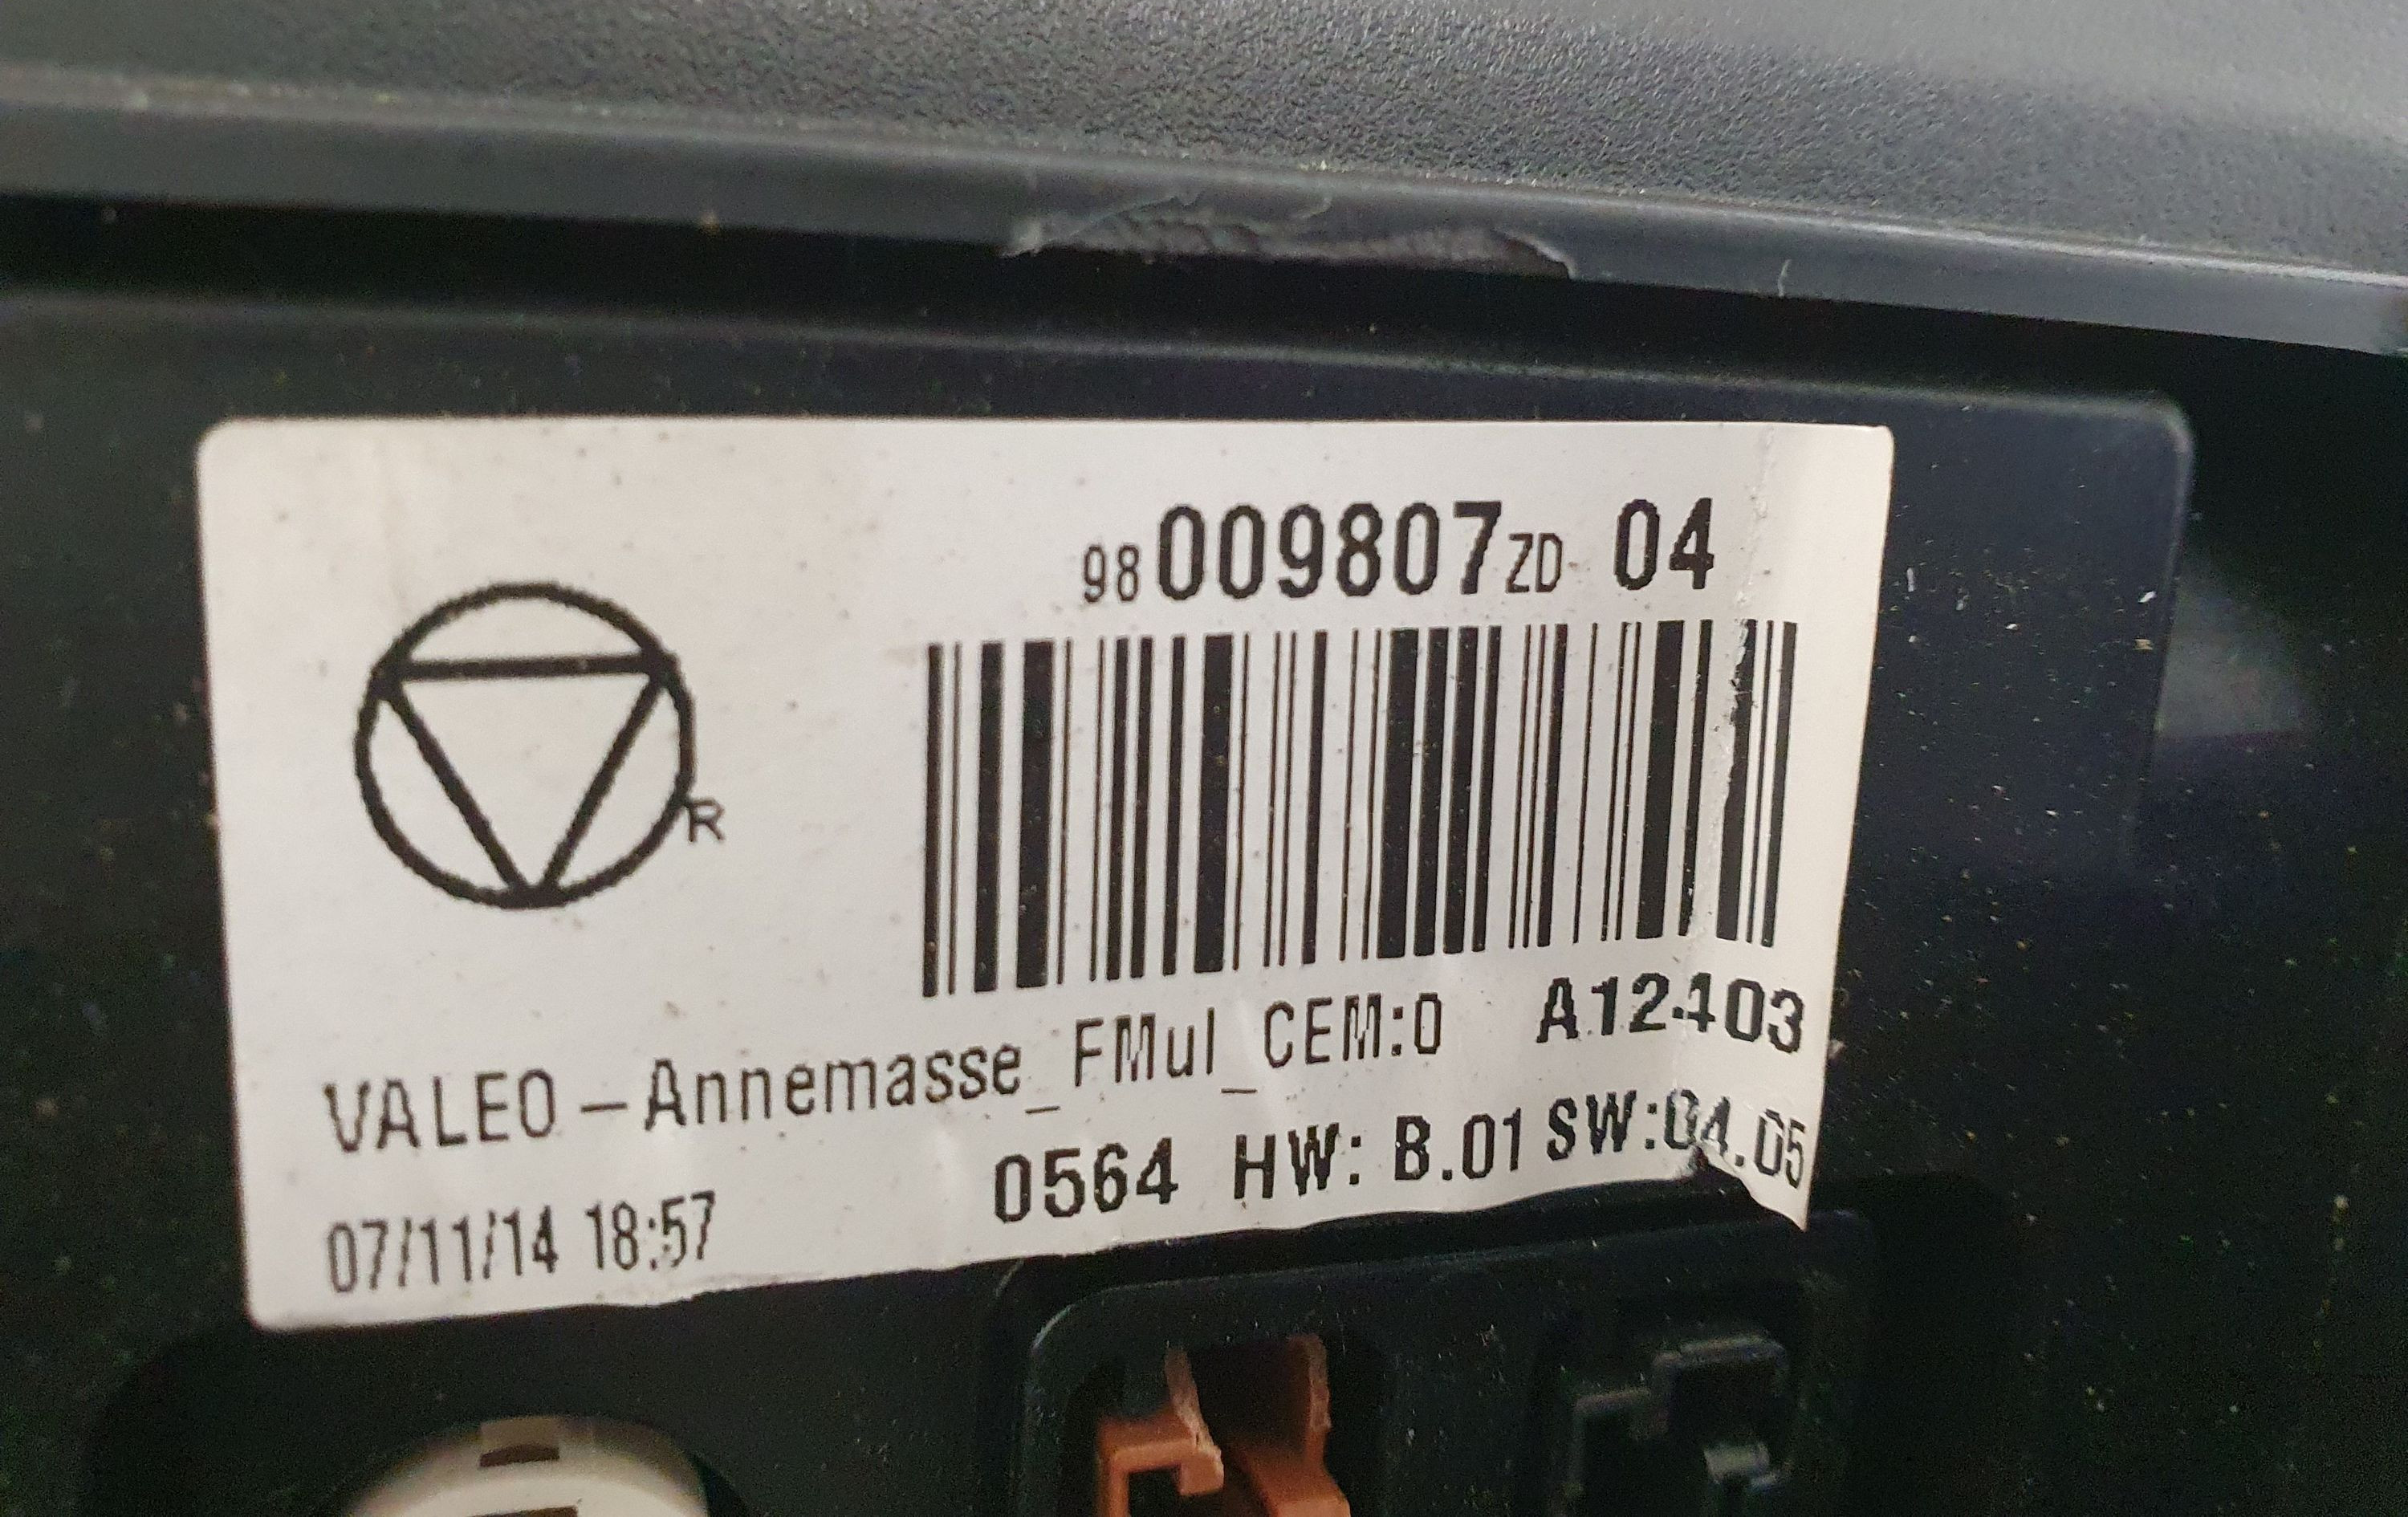 98009807ZD 04
R
VALEO-Annemasse_FMul_CEM:0 A12403
0564 HW: B.01 SW:04.05
07/11/14 18:57